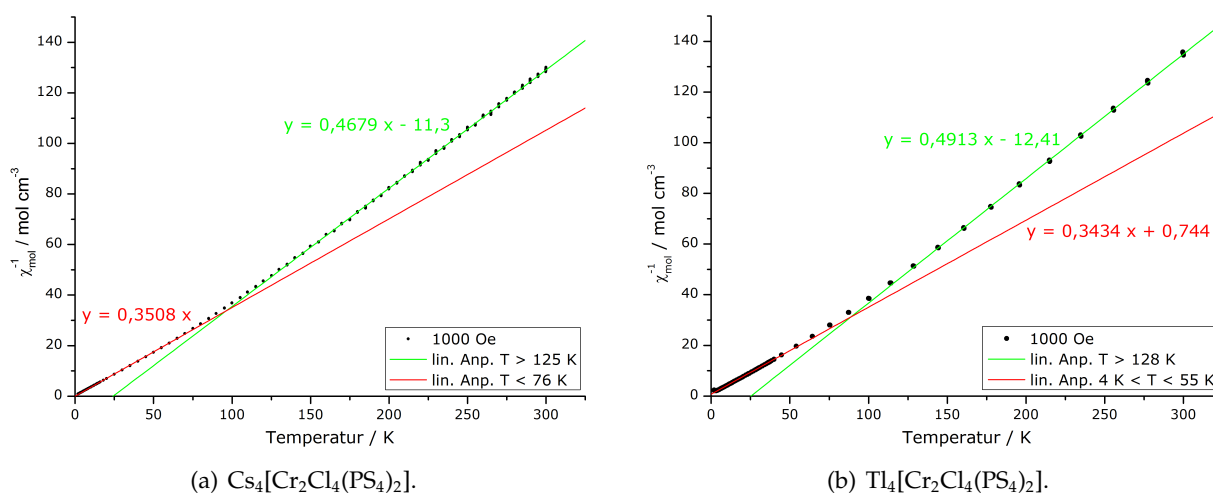 140
120
100
80
60
40
20
0
χ⁻¹mol / mol cm⁻³
y = 0,4679 x - 11,3
y = 0,3508 x
1000 Oe
lin. Anp. T > 125 K
lin. Anp. T < 76 K
0 50 100 150 200 250 300
Temperatur / K
(a) Cs₄[Cr₂Cl₄(PS₄)₂].
140
120
100
80
60
40
20
0
χ⁻¹mol / mol cm⁻³
y = 0,4913 x - 12,41
y = 0,3434 x + 0,744
1000 Oe
lin. Anp. T > 128 K
lin. Anp. 4 K < T < 55 K
0 50 100 150 200 250 300
Temperatur / K
(b) Tl₄[Cr₂Cl₄(PS₄)₂].